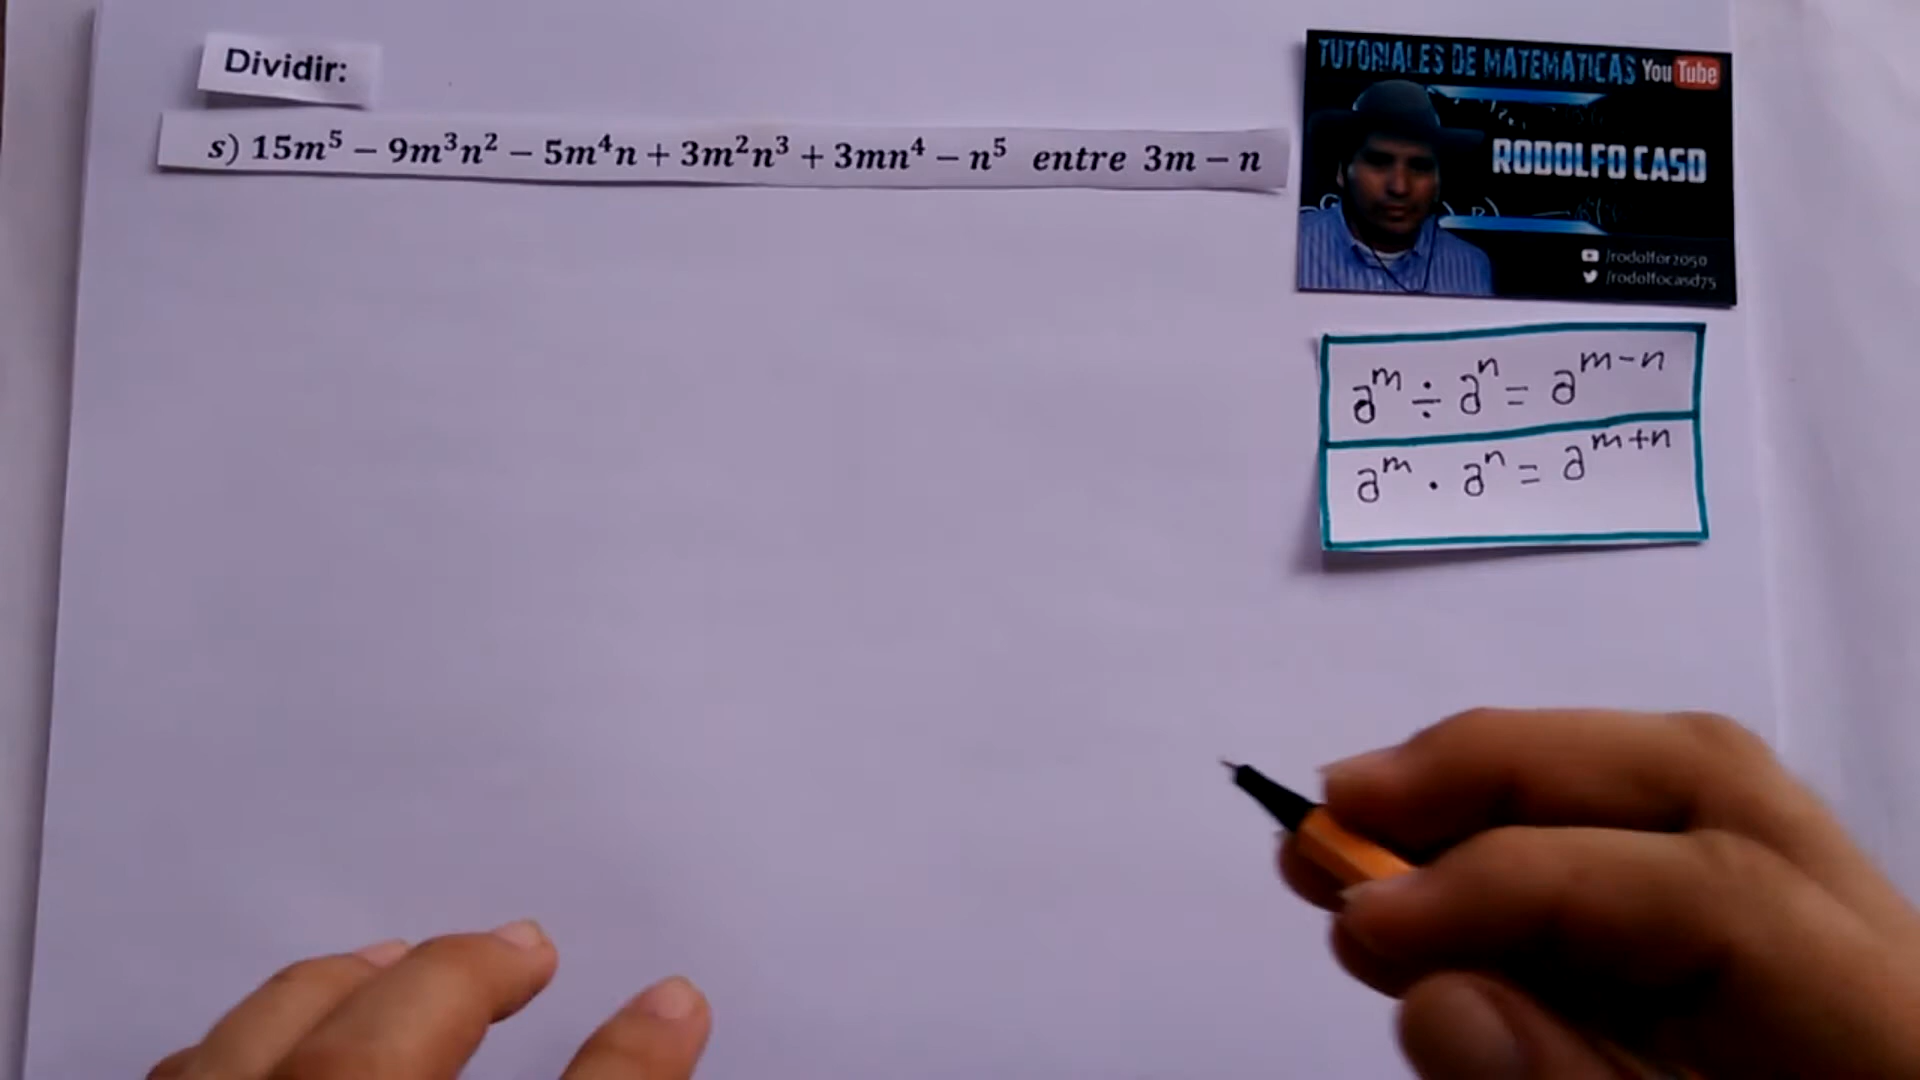 Dividir:
s) 15m⁵ − 9m³n² − 5m⁴n + 3m²n³ + 3mn⁴ − n⁵ entre 3m − n
TUTORIALES DE MATEMATICAS YouTube
RODOLFO CASD
/rodolfor2050
/rodolfocasd75
aᵐ ÷ aⁿ = aᵐ⁻ⁿ
aᵐ · aⁿ = aᵐ⁺ⁿ